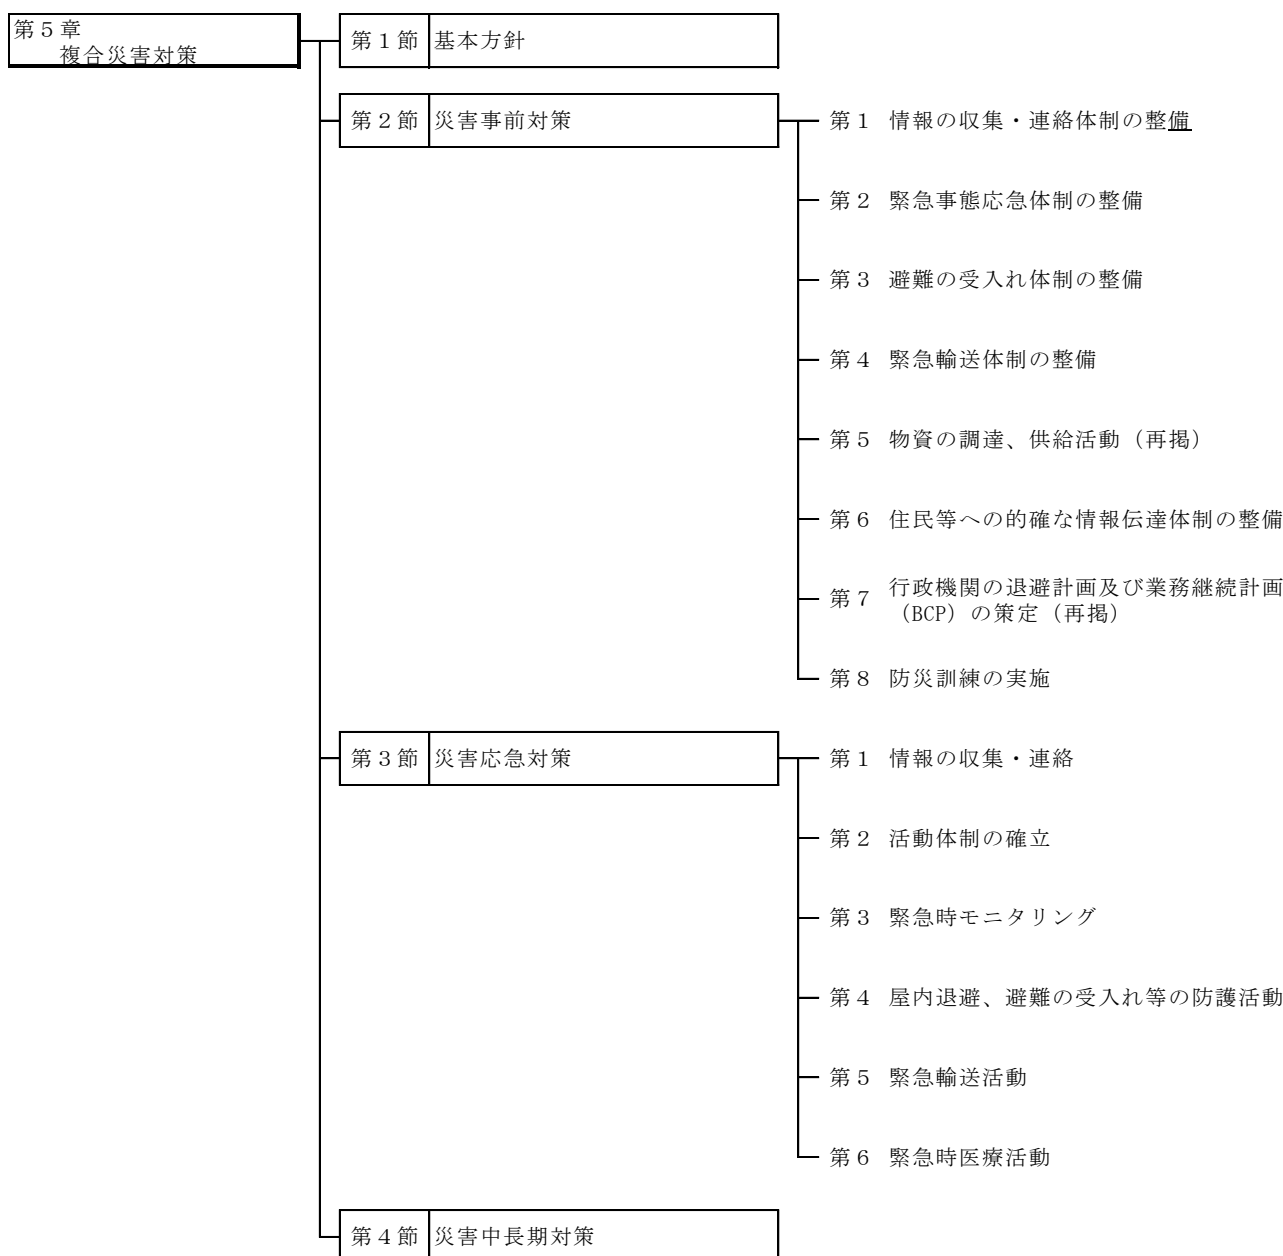 第５章
複合災害対策
第１節 基本方針
第２節 災害事前対策
第１ 情報の収集・連絡体制の整備
第２ 緊急事態応急体制の整備
第３ 避難の受入れ体制の整備
第４ 緊急輸送体制の整備
第５ 物資の調達、供給活動（再掲）
第６ 住民等への的確な情報伝達体制の整備
第７ 行政機関の退避計画及び業務継続計画
（BCP）の策定（再掲）
第８ 防災訓練の実施
第３節 災害応急対策
第１ 情報の収集・連絡
第２ 活動体制の確立
第３ 緊急時モニタリング
第４ 屋内退避、避難の受入れ等の防護活動
第５ 緊急輸送活動
第６ 緊急時医療活動
第４節 災害中長期対策